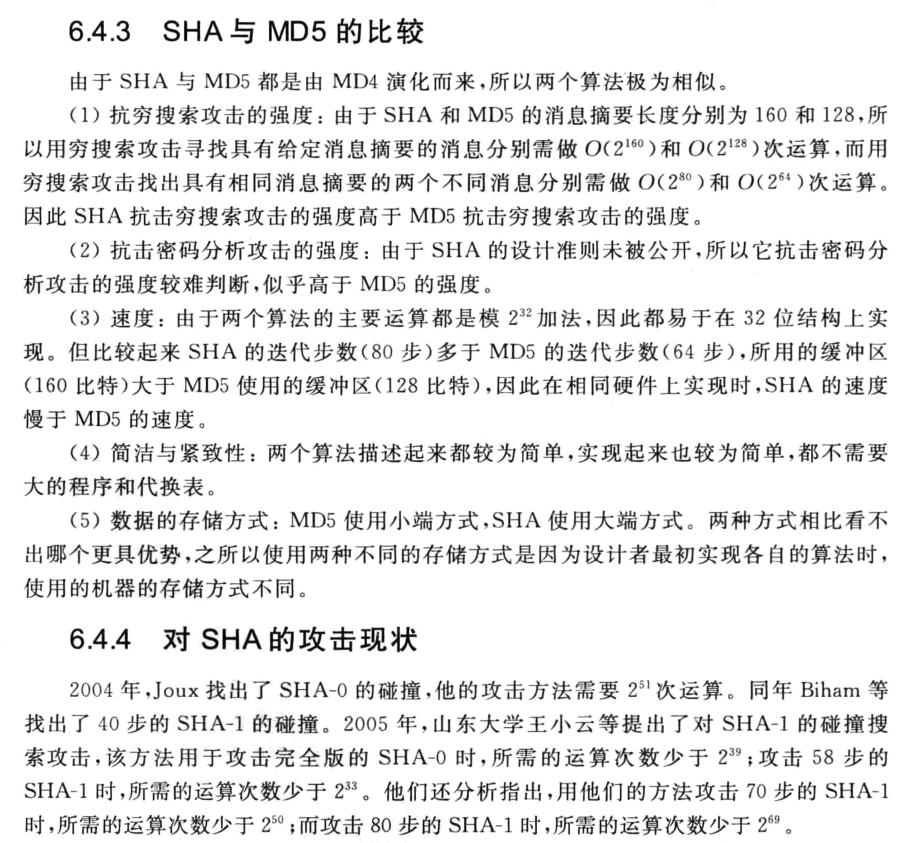 6.4.3 SHA与 MD5 的比较
由于 SHA 与 MD5 都是由 MD4 演化而来,所以两个算法极为相似。
(1) 抗穷搜索攻击的强度:由于 SHA 和 MD5 的消息摘要长度分别为 160 和 128,所
以用穷搜索攻击寻找具有给定消息摘要的消息分别需做 O(2¹⁶⁰)和 O(2¹²⁸)次运算,而用
穷搜索攻击找出具有相同消息摘要的两个不同消息分别需做 O(2⁸⁰)和 O(2⁶⁴)次运算。
因此 SHA 抗击穷搜索攻击的强度高于 MD5 抗击穷搜索攻击的强度。
(2) 抗击密码分析攻击的强度:由于 SHA 的设计准则未被公开,所以它抗击密码分
析攻击的强度较难判断,似乎高于 MD5 的强度。
(3) 速度:由于两个算法的主要运算都是模 2³² 加法,因此都易于在 32 位结构上实
现。但比较起来 SHA 的迭代步数(80 步)多于 MD5 的迭代步数(64 步),所用的缓冲区
(160 比特)大于 MD5 使用的缓冲区(128 比特),因此在相同硬件上实现时,SHA 的速度
慢于 MD5 的速度。
(4) 简洁与紧致性:两个算法描述起来都较为简单,实现起来也较为简单,都不需要
大的程序和代换表。
(5) 数据的存储方式:MD5 使用小端方式,SHA 使用大端方式。两种方式相比看不
出哪个更具优势,之所以使用两种不同的存储方式是因为设计者最初实现各自的算法时,
使用的机器的存储方式不同。
6.4.4 对 SHA的攻击现状
2004 年,Joux 找出了 SHA-0 的碰撞,他的攻击方法需要 2⁵¹ 次运算。同年 Biham 等
找出了 40 步的 SHA-1 的碰撞。2005 年,山东大学王小云等提出了对 SHA-1 的碰撞搜
索攻击,该方法用于攻击完全版的 SHA-0 时,所需的运算次数少于 2³⁹;攻击 58 步的
SHA-1 时,所需的运算次数少于 2³³。他们还分析指出,用他们的方法攻击 70 步的 SHA-1
时,所需的运算次数少于 2⁵⁰;而攻击 80 步的 SHA-1 时,所需的运算次数少于 2⁶⁹。